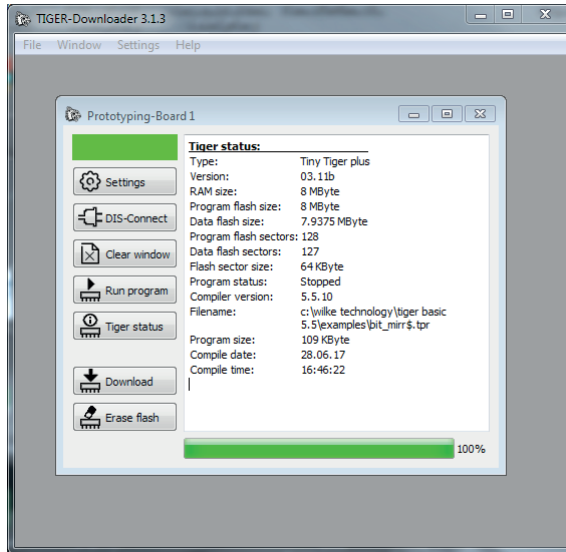 TIGER-Downloader 3.1.3
File Window Settings Help
Prototyping-Board 1
Settings
DIS-Connect
Clear window
Run program
Tiger status
Download
Erase flash
Tiger status:
Type: Tiny Tiger plus
Version: 03.11b
RAM size: 8 MByte
Program flash size: 8 MByte
Data flash size: 7.9375 MByte
Program flash sectors: 128
Data flash sectors: 127
Flash sector size: 64 KByte
Program status: Stopped
Compiler version: 5.5.10
Filename: c:\wilke technology\tiger basic
5.5\examples\bit_mirr$.tpr
Program size: 109 KByte
Compile date: 28.06.17
Compile time: 16:46:22
100%